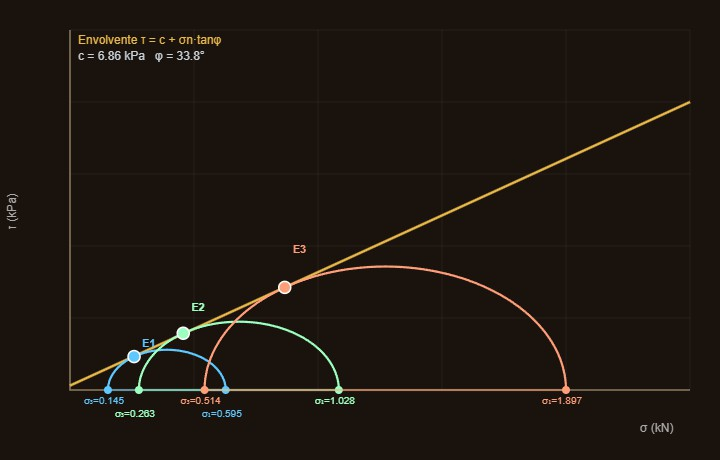 Envolvente τ = c + σn·tanφ
c = 6.86 kPa φ = 33.8°
τ (kPa)
E3
E2
E1
σ₃=0.145
σ₃=0.514
σ₁=1.028
σ₁=1.897
σ₃=0.263
σ₁=0.595
σ (kN)